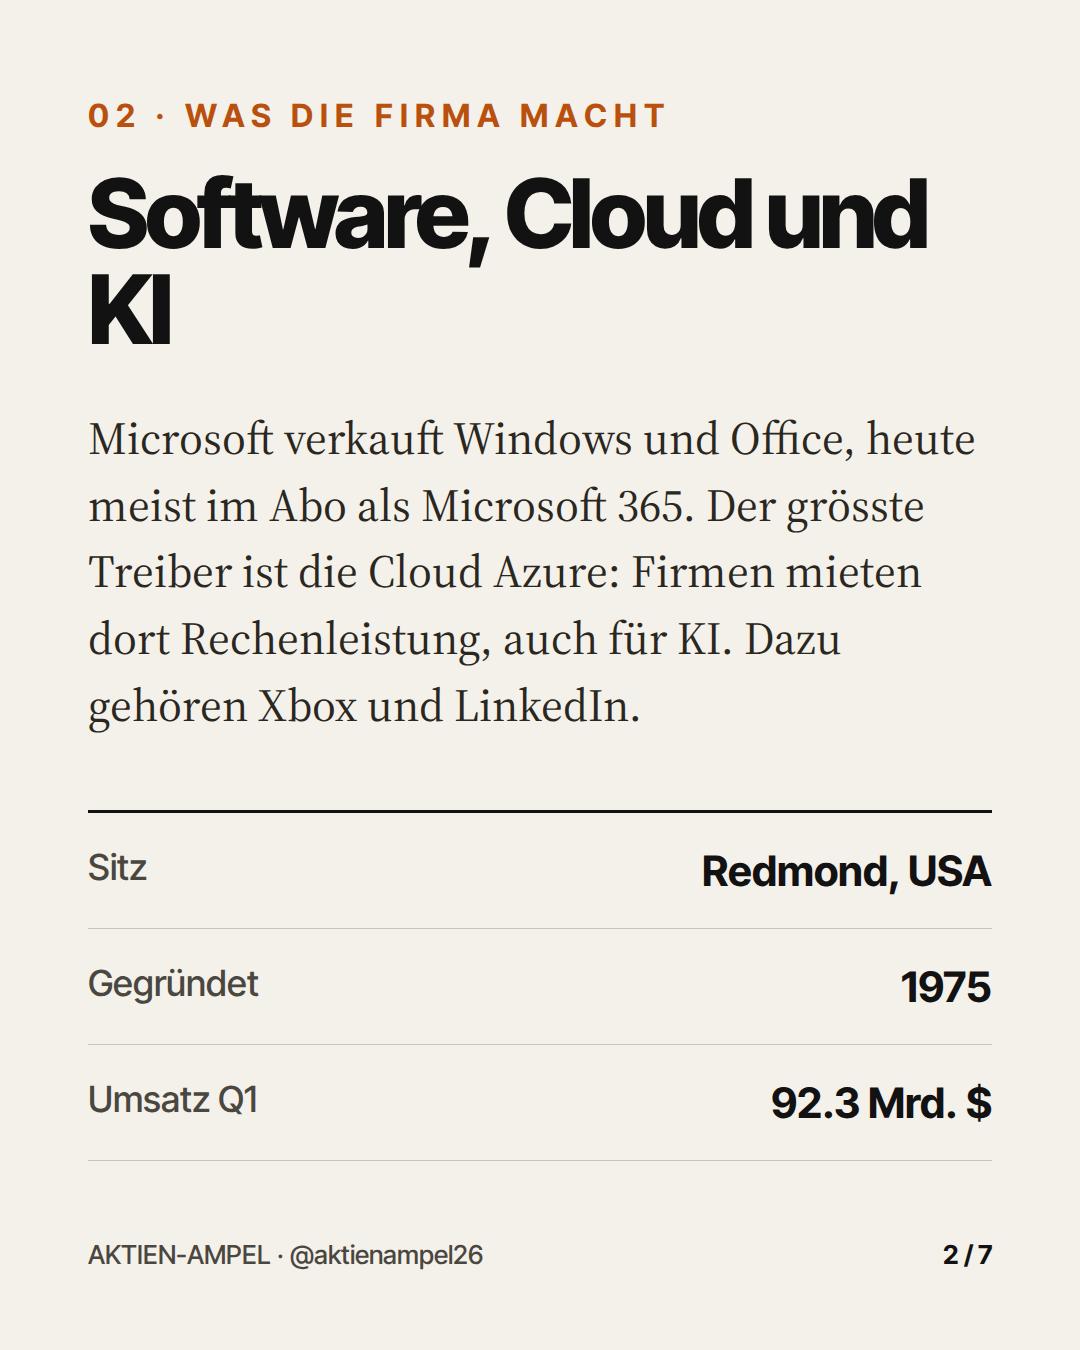 02 · WAS DIE FIRMA MACHT
Software, Cloud und
KI
Microsoft verkauft Windows und Office, heute
meist im Abo als Microsoft 365. Der grösste
Treiber ist die Cloud Azure: Firmen mieten
dort Rechenleistung, auch für KI. Dazu
gehören Xbox und LinkedIn.
Sitz Redmond, USA
Gegründet 1975
Umsatz Q1 92.3 Mrd. $
AKTIEN-AMPEL · @aktienampel26 2 / 7